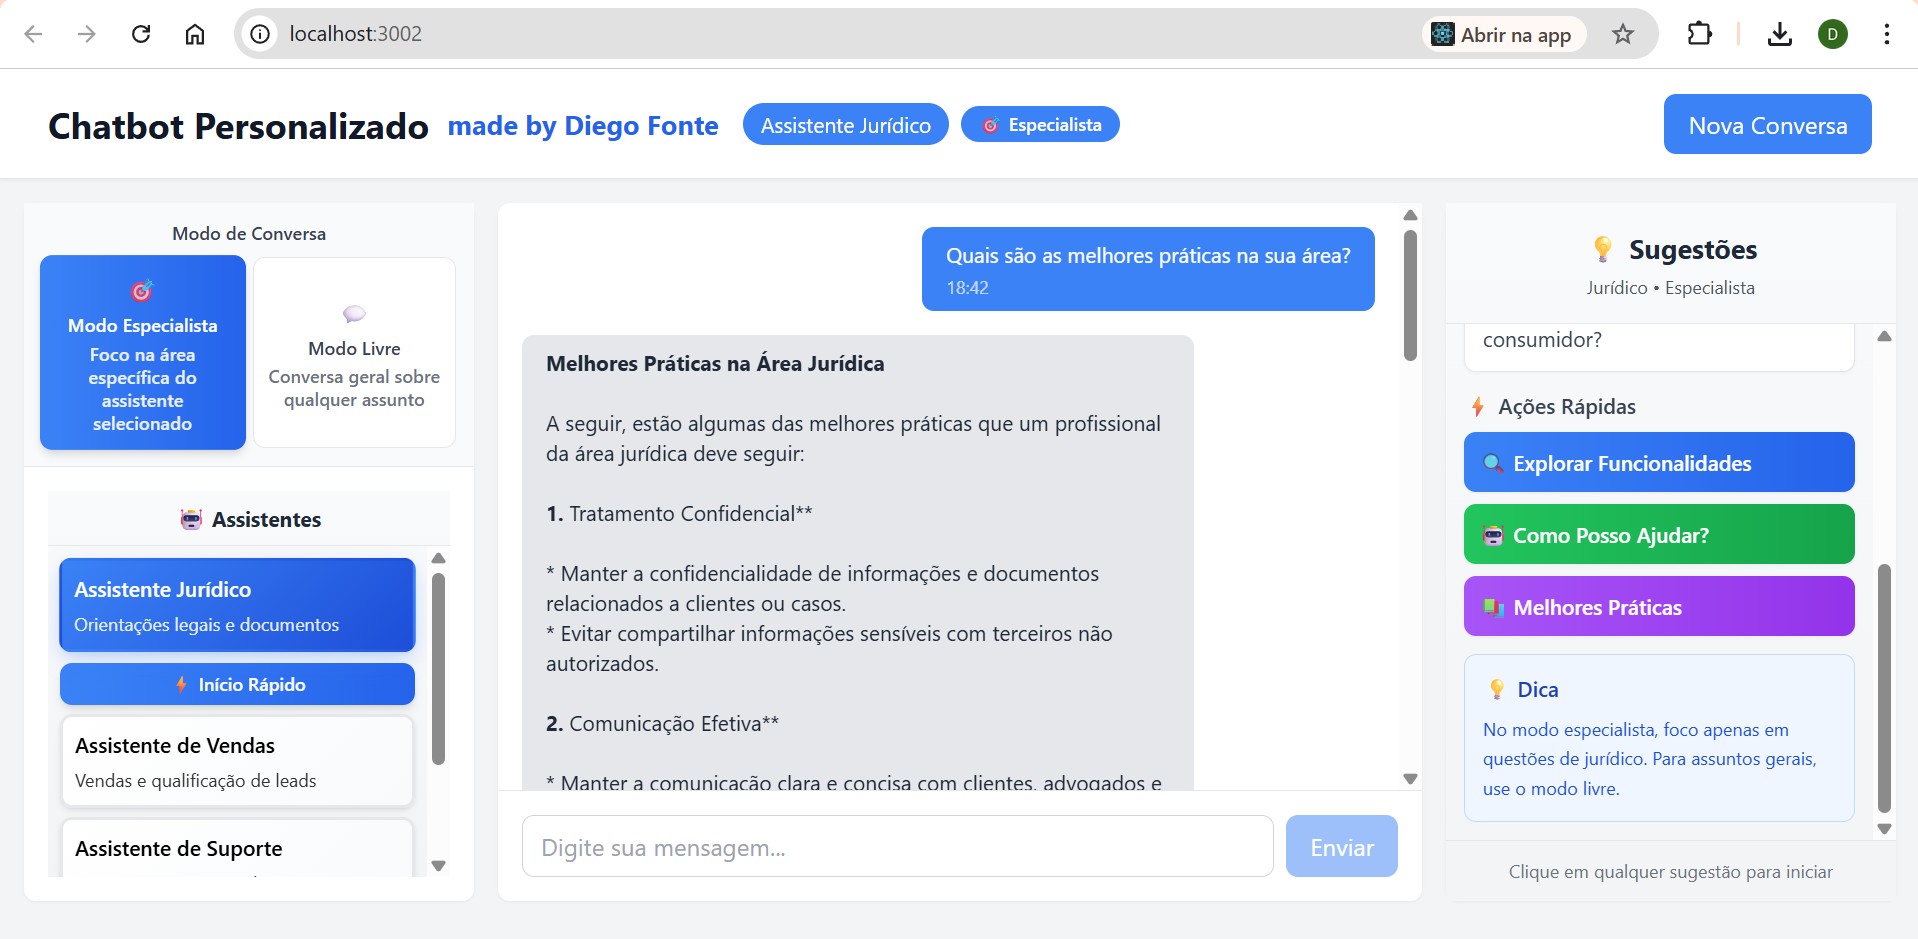 localhost:3002
Abrir na app
D
Chatbot Personalizado made by Diego Fonte
Assistente Jurídico
Especialista
Nova Conversa
Modo de Conversa
Modo Especialista
Foco na área
específica do
assistente
selecionado
Modo Livre
Conversa geral sobre
qualquer assunto
Assistentes
Assistente Jurídico
Orientações legais e documentos
Início Rápido
Assistente de Vendas
Vendas e qualificação de leads
Assistente de Suporte
Quais são as melhores práticas na sua área?
18:42
Melhores Práticas na Área Jurídica
A seguir, estão algumas das melhores práticas que um profissional
da área jurídica deve seguir:
1. Tratamento Confidencial**
* Manter a confidencialidade de informações e documentos
relacionados a clientes ou casos.
* Evitar compartilhar informações sensíveis com terceiros não
autorizados.
2. Comunicação Efetiva**
* Manter a comunicação clara e concisa com clientes, advogados e
Digite sua mensagem...
Enviar
Sugestões
Jurídico • Especialista
consumidor?
Ações Rápidas
Explorar Funcionalidades
Como Posso Ajudar?
Melhores Práticas
Dica
No modo especialista, foco apenas em
questões de jurídico. Para assuntos gerais,
use o modo livre.
Clique em qualquer sugestão para iniciar